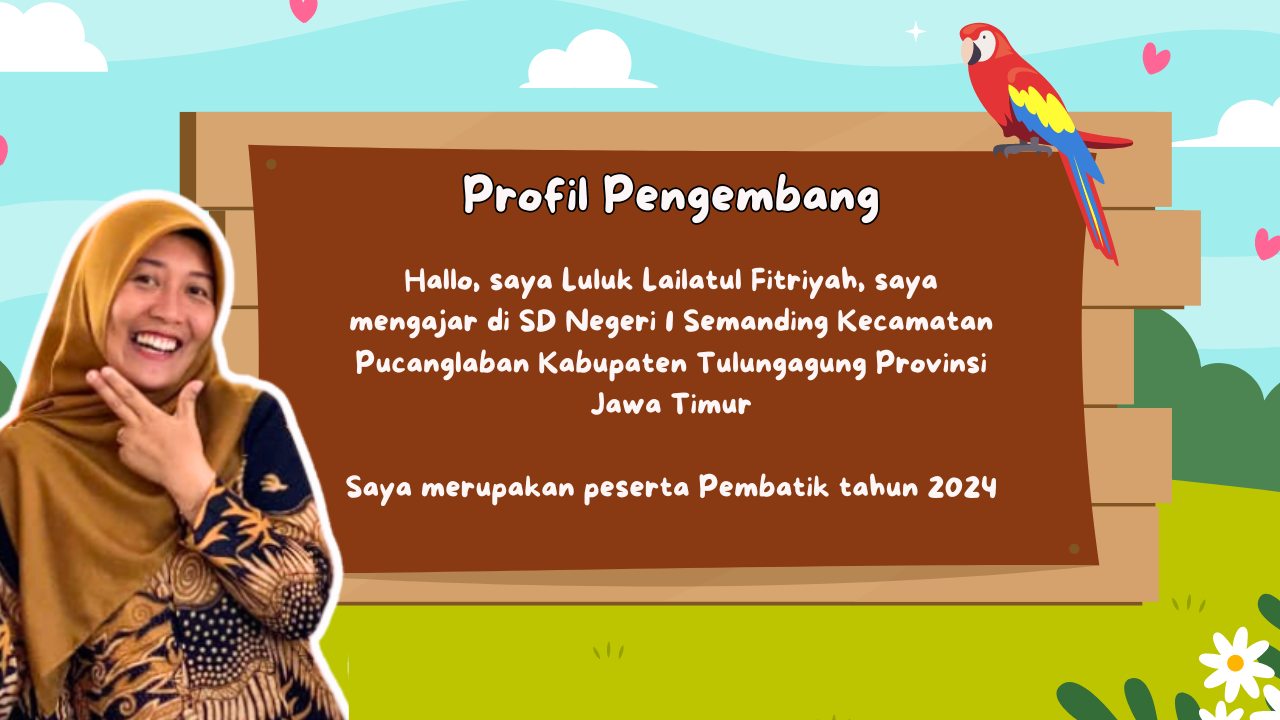 Profil Pengembang
Hallo, saya Luluk Lailatul Fitriyah, saya
mengajar di SD Negeri 1 Semanding Kecamatan
Pucanglaban Kabupaten Tulungagung Provinsi
Jawa Timur
Saya merupakan peserta Pembatik tahun 2024